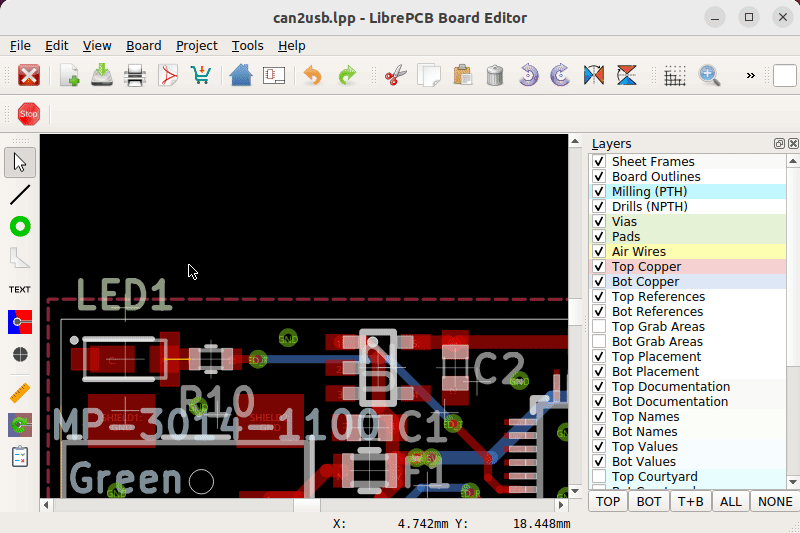 can2usb.lpp - LibrePCB Board Editor
File Edit View Board Project Tools Help
»
Stop
TEXT
Layers
Sheet Frames
Board Outlines
Milling (PTH)
Drills (NPTH)
Vias
Pads
Air Wires
Top Copper
Bot Copper
Top References
Bot References
Top Grab Areas
Bot Grab Areas
Top Placement
Bot Placement
Top Documentation
Bot Documentation
Top Names
Bot Names
Top Values
Bot Values
Top Courtyard
TOP BOT T+B ALL NONE
LED1
GND
C2
GND
R10
GND
MP-3014-1100
C1
F1
Green
GND
X: 4.742mm Y: 18.448mm